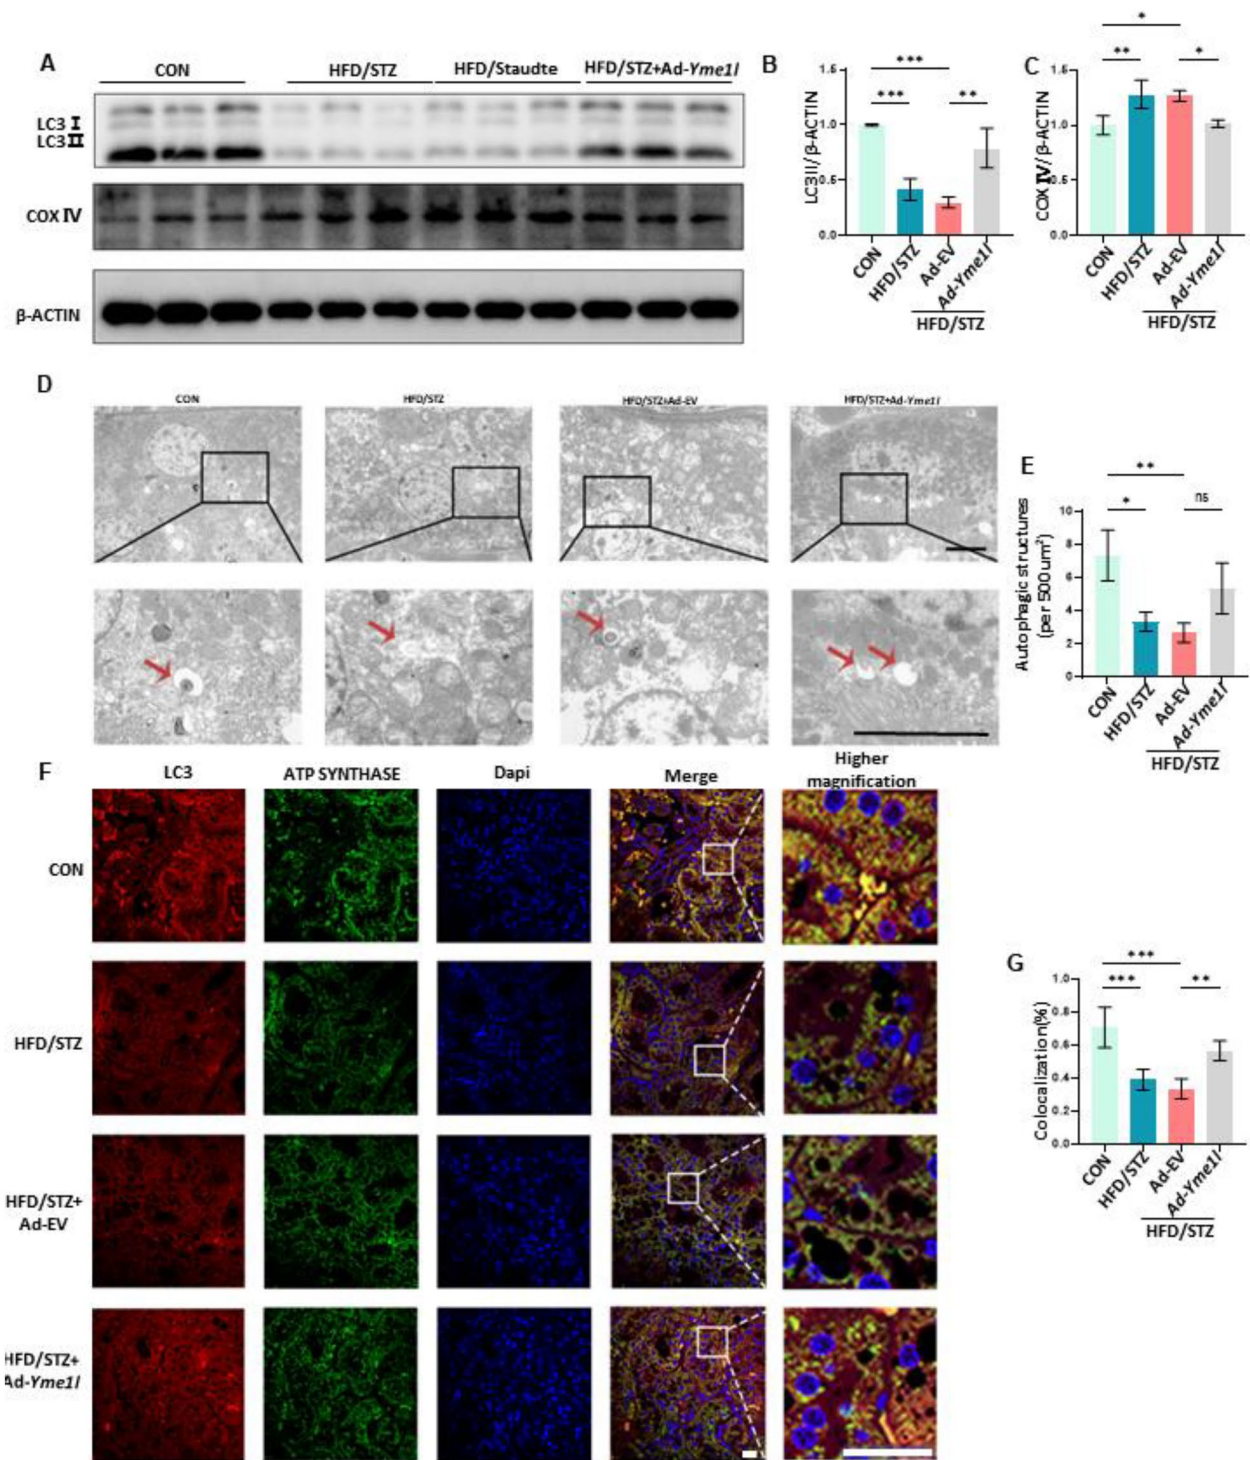 A
CON
HFD/STZ
HFD/Staudte
HFD/STZ+Ad-Yme1l
LC3 I
LC3 II
COX IV
β-ACTIN
B
LC3II/β-ACTIN
1.5
1.0
0.5
0.0
***
***
**
CON
HFD/STZ
Ad-EV
Ad-Yme1l
HFD/STZ
C
COX IV/β-ACTIN
1.5
1.0
0.5
0.0
*
**
*
CON
HFD/STZ
Ad-EV
Ad-Yme1l
HFD/STZ
D
CON
HFD/STZ
HFD/STZ+Ad-EV
HFD/STZ+Ad-Yme1l
E
Autophagic structures
(per 500um²)
10
8
6
4
2
0
**
*
ns
CON
HFD/STZ
Ad-EV
Ad-Yme1l
HFD/STZ
F
LC3
ATP SYNTHASE
Dapi
Merge
Higher
magnification
CON
HFD/STZ
HFD/STZ+
Ad-EV
HFD/STZ+
Ad-Yme1l
G
Colocalization(%)
1.0
0.8
0.6
0.4
0.2
0.0
***
***
**
CON
HFD/STZ
Ad-EV
Ad-Yme1l
HFD/STZ